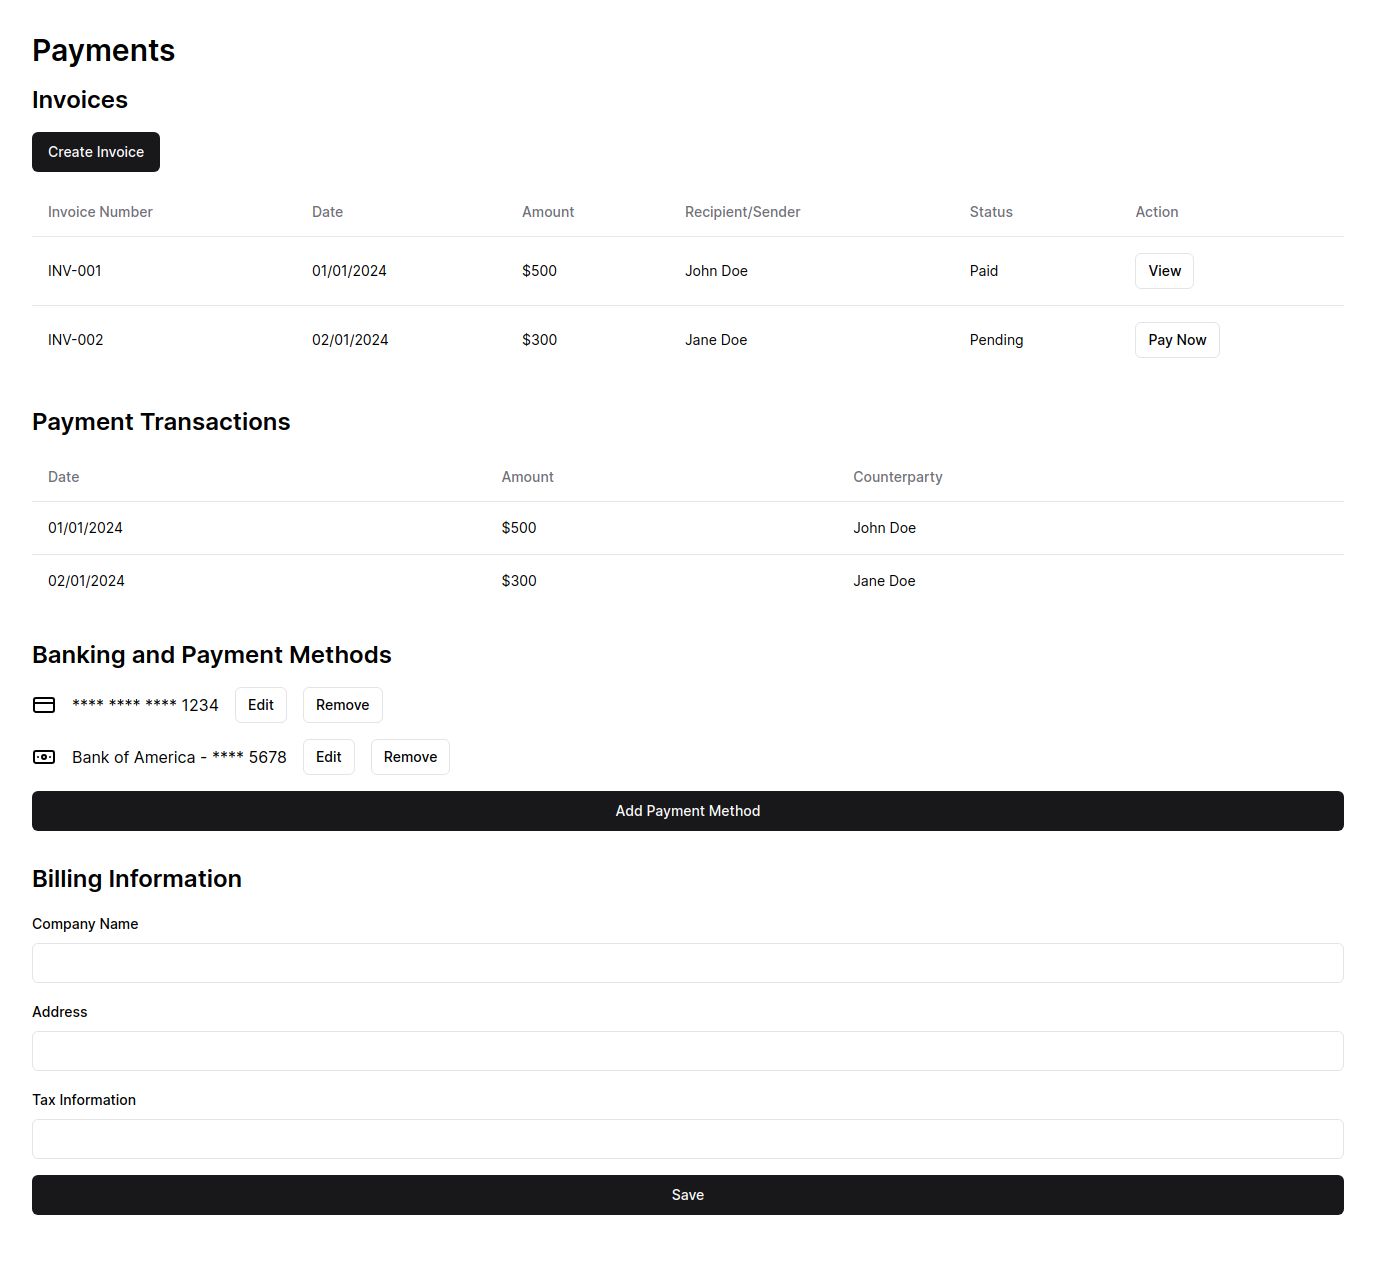 Payments
Invoices
Create Invoice
Invoice Number Date Amount Recipient/Sender Status Action
INV-001 01/01/2024 $500 John Doe Paid View
INV-002 02/01/2024 $300 Jane Doe Pending Pay Now
Payment Transactions
Date Amount Counterparty
01/01/2024 $500 John Doe
02/01/2024 $300 Jane Doe
Banking and Payment Methods
**** **** **** 1234 Edit Remove
Bank of America - **** 5678 Edit Remove
Add Payment Method
Billing Information
Company Name
Address
Tax Information
Save